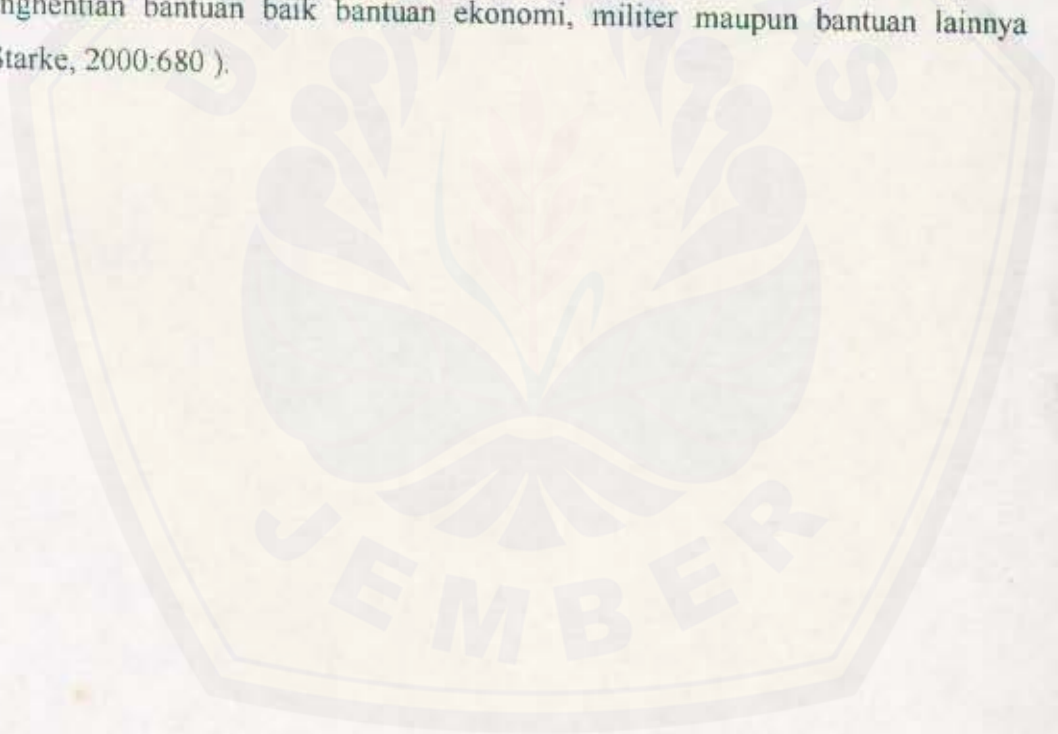 nghentian bantuan baik bantuan ekonomi, militer maupun bantuan lainnya
Starke, 2000:680 ).
JEMBER